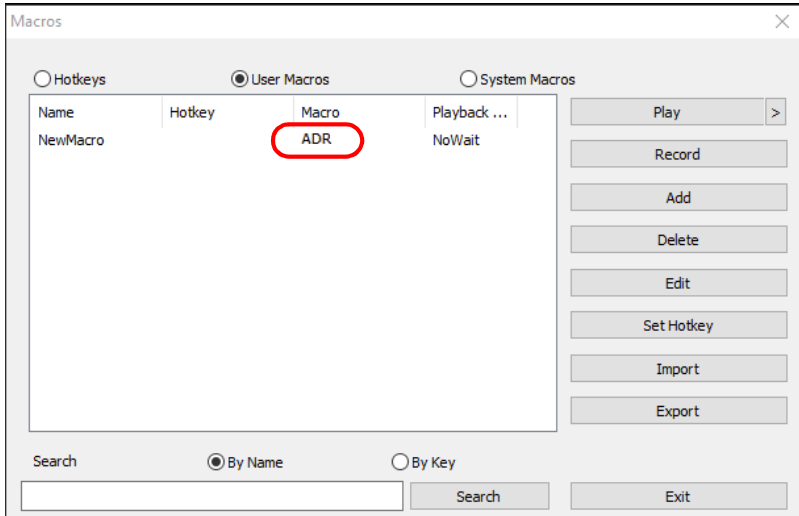 Macros
Hotkeys User Macros System Macros
Name Hotkey Macro Playback ...
NewMacro ADR NoWait
Play >
Record
Add
Delete
Edit
Set Hotkey
Import
Export
Search By Name By Key
Search Exit